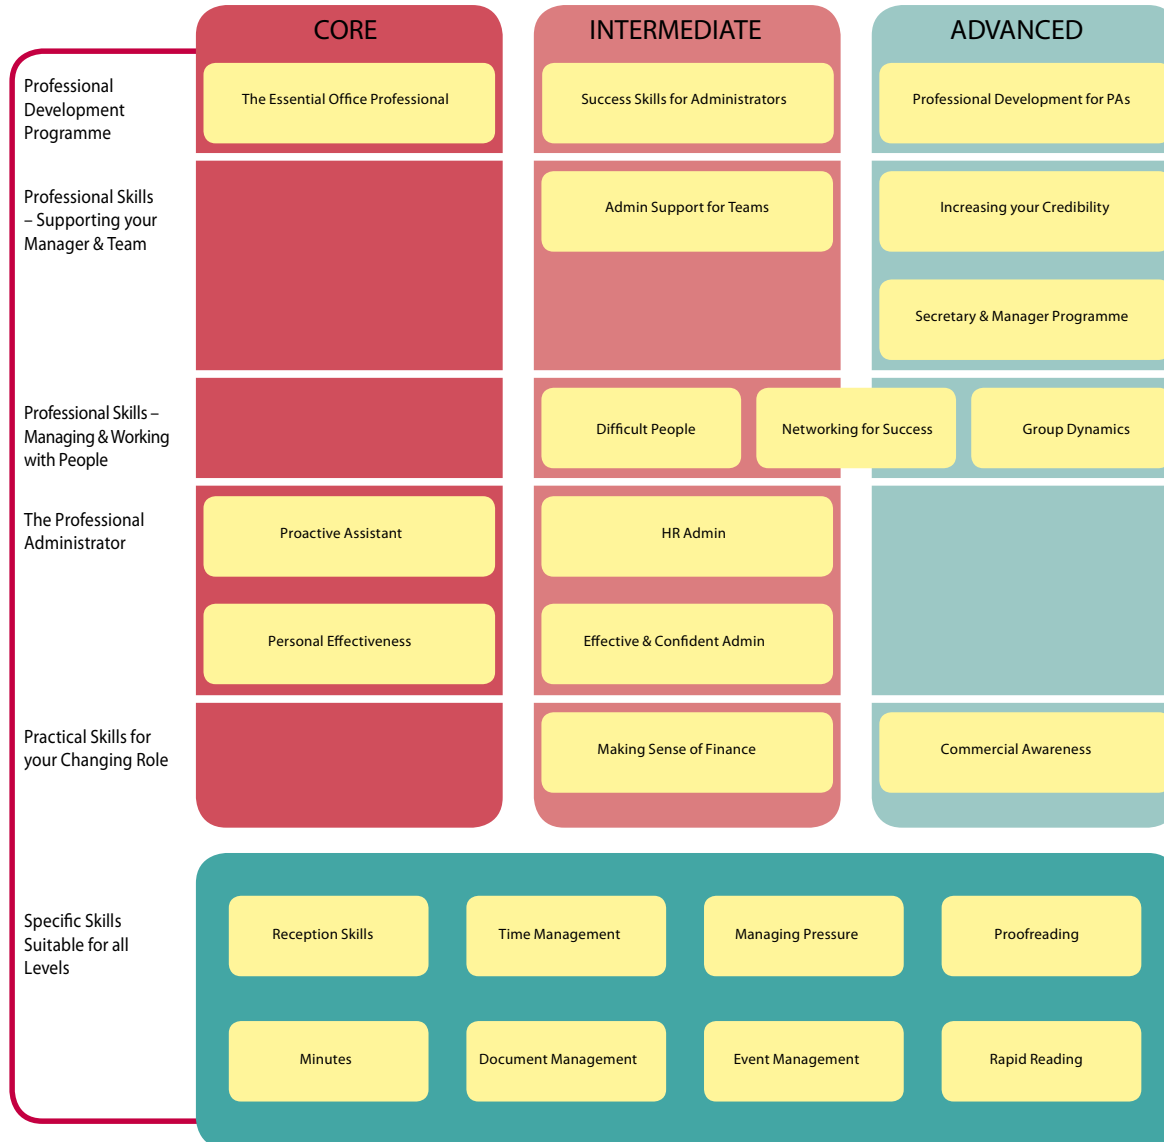 CORE
INTERMEDIATE
ADVANCED
Professional
Development
Programme
The Essential Office Professional
Success Skills for Administrators
Professional Development for PAs
Professional Skills
– Supporting your
Manager & Team
Admin Support for Teams
Increasing your Credibility
Secretary & Manager Programme
Professional Skills –
Managing & Working
with People
Difficult People
Networking for Success
Group Dynamics
The Professional
Administrator
Proactive Assistant
HR Admin
Personal Effectiveness
Effective & Confident Admin
Practical Skills for
your Changing Role
Making Sense of Finance
Commercial Awareness
Specific Skills
Suitable for all
Levels
Reception Skills
Time Management
Managing Pressure
Proofreading
Minutes
Document Management
Event Management
Rapid Reading